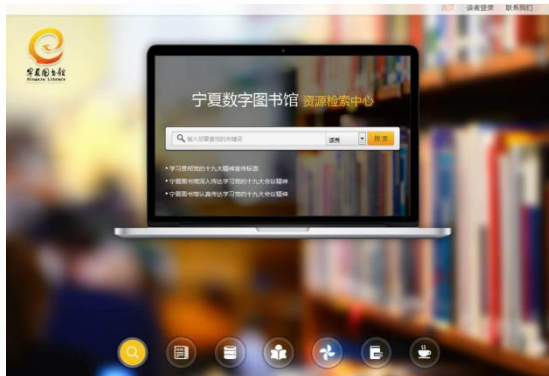 首页 读者登录 联系我们
宁夏图书馆
Ningxia Library
宁夏数字图书馆 资源检索中心
输入您要查找的关键词 读秀 搜索
•学习贯彻党的十九大精神宣传标语
•宁夏图书馆深入传达学习党的十九大会议精神
•宁夏图书馆认真传达学习党的十九大会议精神